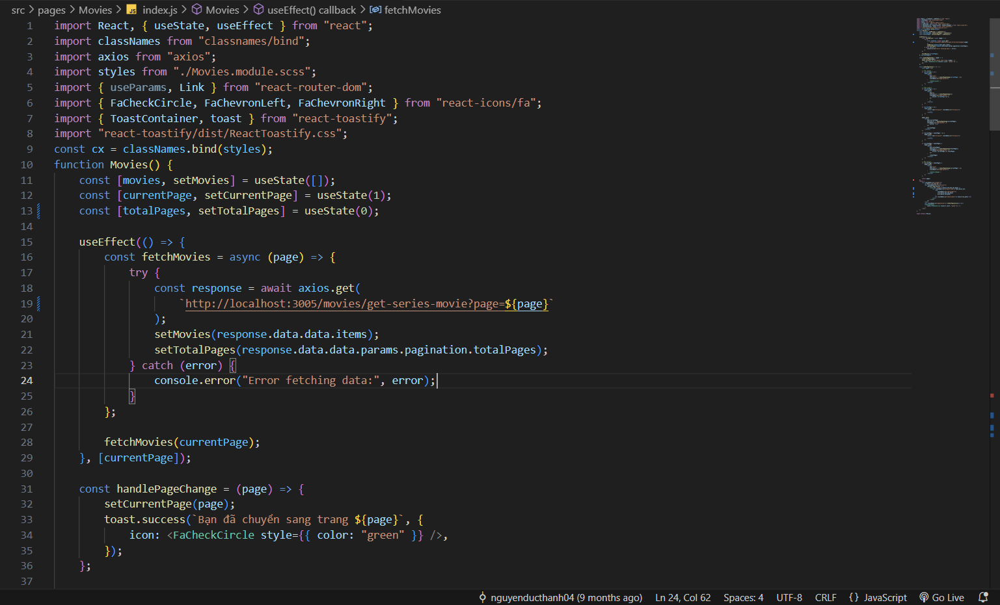 src > pages > Movies > JS index.js > Movies > useEffect() callback > fetchMovies
1 import React, { useState, useEffect } from "react";
2 import classNames from "classnames/bind";
3 import axios from "axios";
4 import styles from "./Movies.module.scss";
5 import { useParams, Link } from "react-router-dom";
6 import { FaCheckCircle, FaChevronLeft, FaChevronRight } from "react-icons/fa";
7 import { ToastContainer, toast } from "react-toastify";
8 import "react-toastify/dist/ReactToastify.css";
9 const cx = classNames.bind(styles);
10 function Movies() {
11 const [movies, setMovies] = useState([]);
12 const [currentPage, setCurrentPage] = useState(1);
13 const [totalPages, setTotalPages] = useState(0);
14
15 useEffect(() => {
16 const fetchMovies = async (page) => {
17 try {
18 const response = await axios.get(
19 `http://localhost:3005/movies/get-series-movie?page=${page}`
20 );
21 setMovies(response.data.data.items);
22 setTotalPages(response.data.data.params.pagination.totalPages);
23 } catch (error) {
24 console.error("Error fetching data:", error);
25 }
26 };
27
28 fetchMovies(currentPage);
29 }, [currentPage]);
30
31 const handlePageChange = (page) => {
32 setCurrentPage(page);
33 toast.success(`Bạn đã chuyển sang trang ${page}`, {
34 icon: <FaCheckCircle style={{ color: "green" }} />,
35 });
36 };
37
nguyenducthanh04 (9 months ago) Ln 24, Col 62 Spaces: 4 UTF-8 CRLF {} JavaScript Go Live